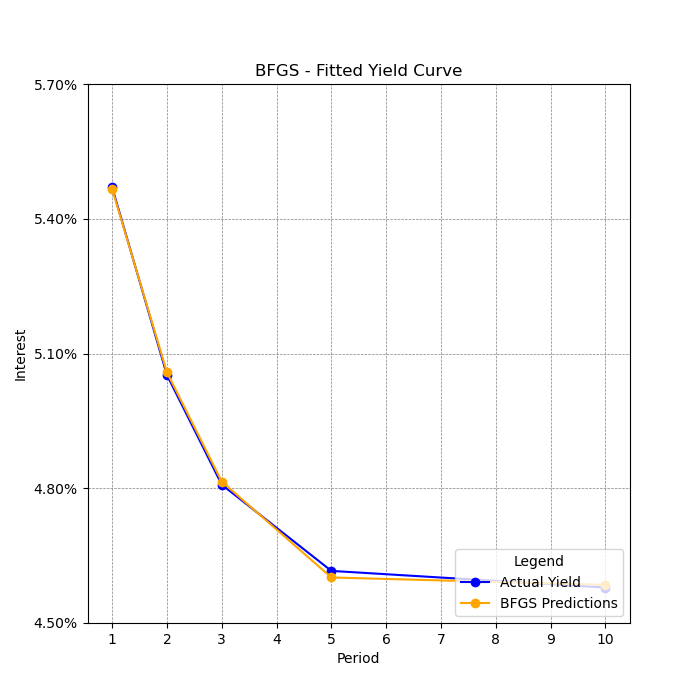 BFGS - Fitted Yield Curve
5.70%
5.40%
5.10%
4.80%
4.50%
Interest
Legend
Actual Yield
BFGS Predictions
1 2 3 4 5 6 7 8 9 10
Period